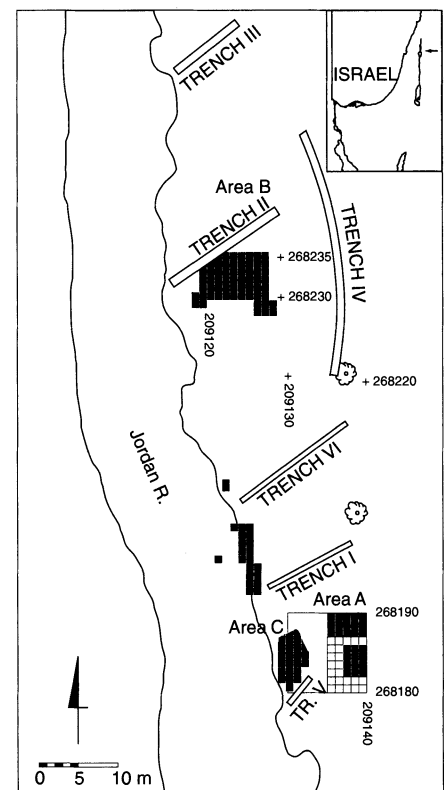 TRENCH III
ISRAEL
Area B
TRENCH II
TRENCH IV
+ 268235
+ 268230
209120
+
209130
+ 268220
Jordan R.
TRENCH VI
TRENCH I
Area A
268190
Area C
TR. V
268180
209140
0 5 10 m